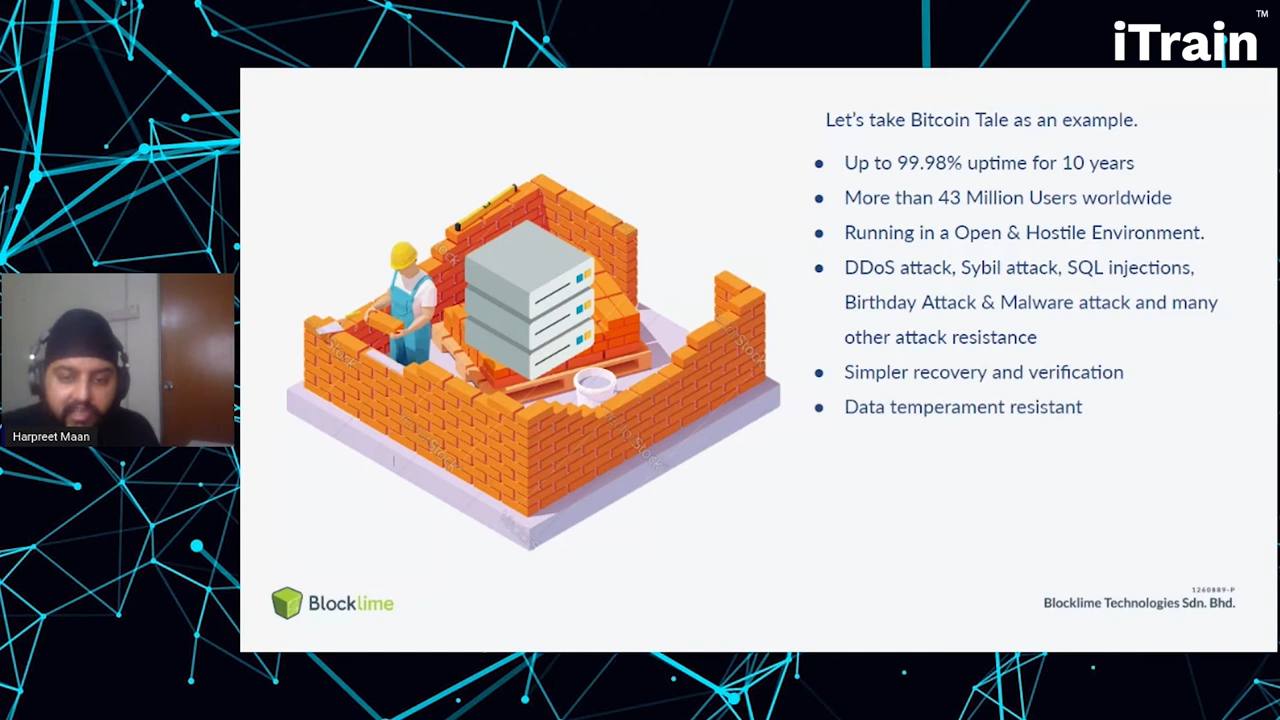 iTrain™
Let's take Bitcoin Tale as an example.
● Up to 99.98% uptime for 10 years
● More than 43 Million Users worldwide
● Running in a Open & Hostile Environment.
● DDoS attack, Sybil attack, SQL injections,
Birthday Attack & Malware attack and many
other attack resistance
● Simpler recovery and verification
● Data temperament resistant
Harpreet Maan
Blocklime
1260889-P
Blocklime Technologies Sdn. Bhd.